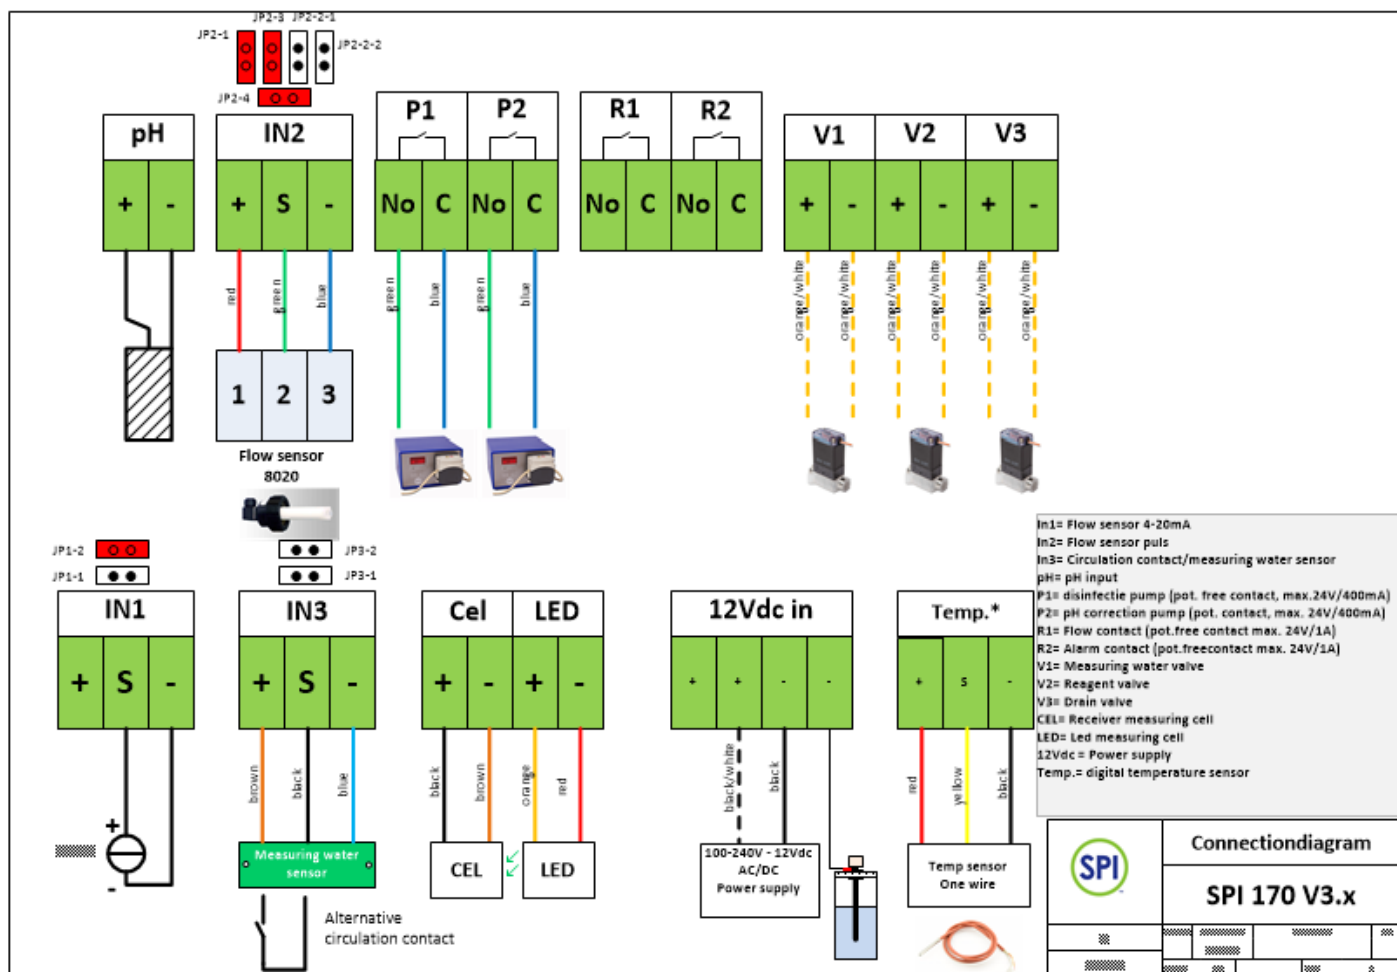 JP2-3 JP2-2-1
JP2-1
JP2-2-2
JP2-4
pH
IN2
P1 P2
R1 R2
V1 V2 V3
+ -
+ S -
No C No C
No C No C
+ - + - + -
red
green
blue
green
blue
green
blue
orange/white
orange/white
orange/white
orange/white
orange/white
orange/white
1 2 3
Flow sensor
8020
JP1-2
JP1-1
JP3-2
JP3-1
IN1
IN3
Cel LED
12Vdc in
Temp.*
+ S -
+ S -
+ - + -
+ + - -
+ S -
brown
black
blue
black
brown
orange
red
black/white
black
red
yellow
black
+
-
Measuring water
sensor
CEL
LED
100-240V - 12Vdc
AC/DC
Power supply
Temp sensor
One wire
Alternative
circulation contact
In1= Flow sensor 4-20mA
In2= Flow sensor puls
In3= Circulation contact/measuring water sensor
pH= pH input
P1= disinfectie pump (pot. free contact, max.24V/400mA)
P2= pH correction pump (pot. contact, max. 24V/400mA)
R1= Flow contact (pot.free contact max. 24V/1A)
R2= Alarm contact (pot.freecontact max. 24V/1A)
V1= Measuring water valve
V2= Reagent valve
V3= Drain valve
CEL= Receiver measuring cell
LED= Led measuring cell
12Vdc = Power supply
Temp.= digital temperature sensor
SPI
Connectiondiagram
SPI 170 V3.x